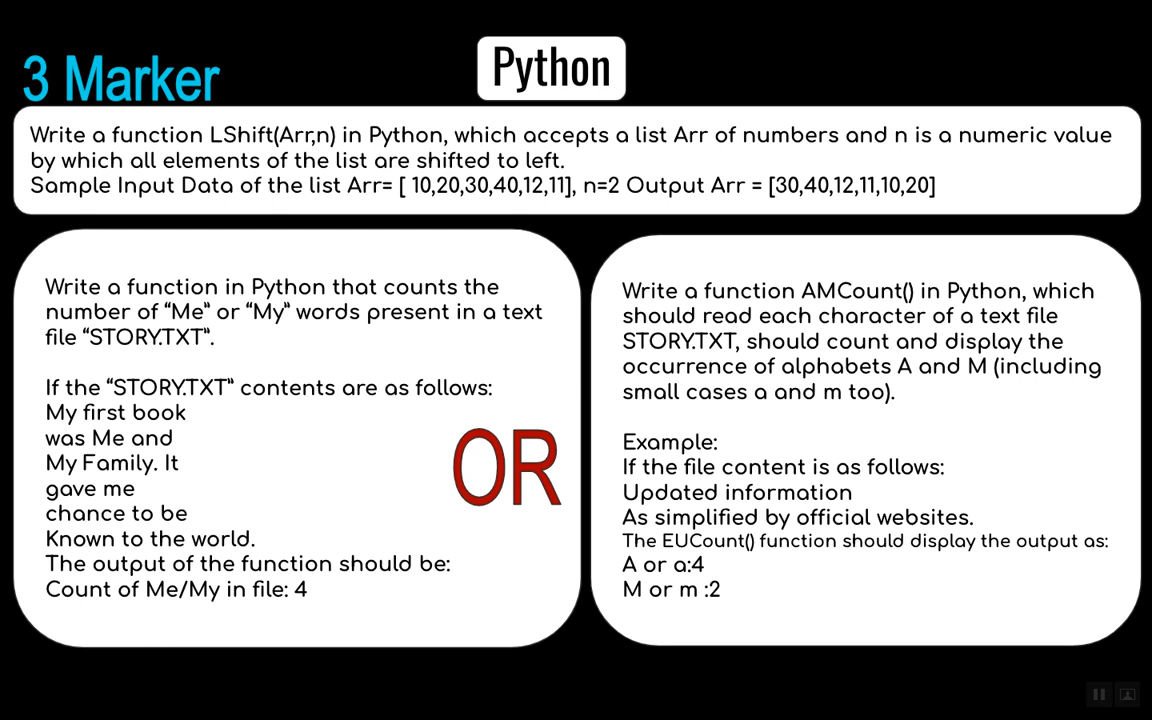 3 Marker
Python
Write a function LShift(Arr,n) in Python, which accepts a list Arr of numbers and n is a numeric value
by which all elements of the list are shifted to left.
Sample Input Data of the list Arr= [ 10,20,30,40,12,11], n=2 Output Arr = [30,40,12,11,10,20]
Write a function in Python that counts the
number of “Me” or “My” words present in a text
file “STORY.TXT”.
If the “STORY.TXT” contents are as follows:
My first book
was Me and
My Family. It
gave me
chance to be
Known to the world.
The output of the function should be:
Count of Me/My in file: 4
OR
Write a function AMCount() in Python, which
should read each character of a text file
STORY.TXT, should count and display the
occurrence of alphabets A and M (including
small cases a and m too).
Example:
If the file content is as follows:
Updated information
As simplified by official websites.
The EUCount() function should display the output as:
A or a:4
M or m :2